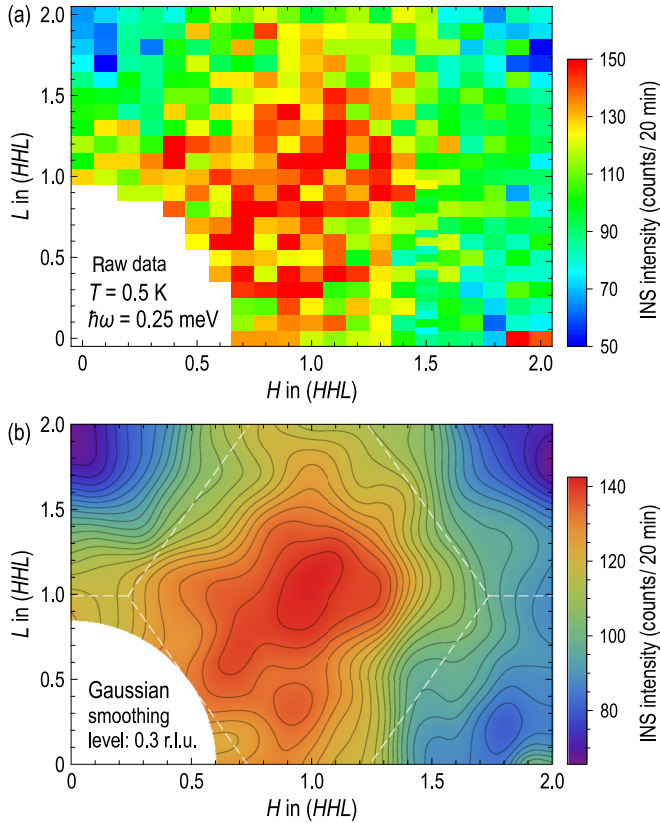 (a)
2.0
1.5
1.0
0.5
0
L in (HHL)
Raw data
T = 0.5 K
ħω = 0.25 meV
0
0.5
1.0
1.5
2.0
H in (HHL)
150
130
110
90
70
50
INS intensity (counts/ 20 min)
(b)
2.0
1.5
1.0
0.5
0
L in (HHL)
Gaussian
smoothing
level: 0.3 r.l.u.
0
0.5
1.0
1.5
2.0
H in (HHL)
140
120
100
80
INS intensity (counts/ 20 min)